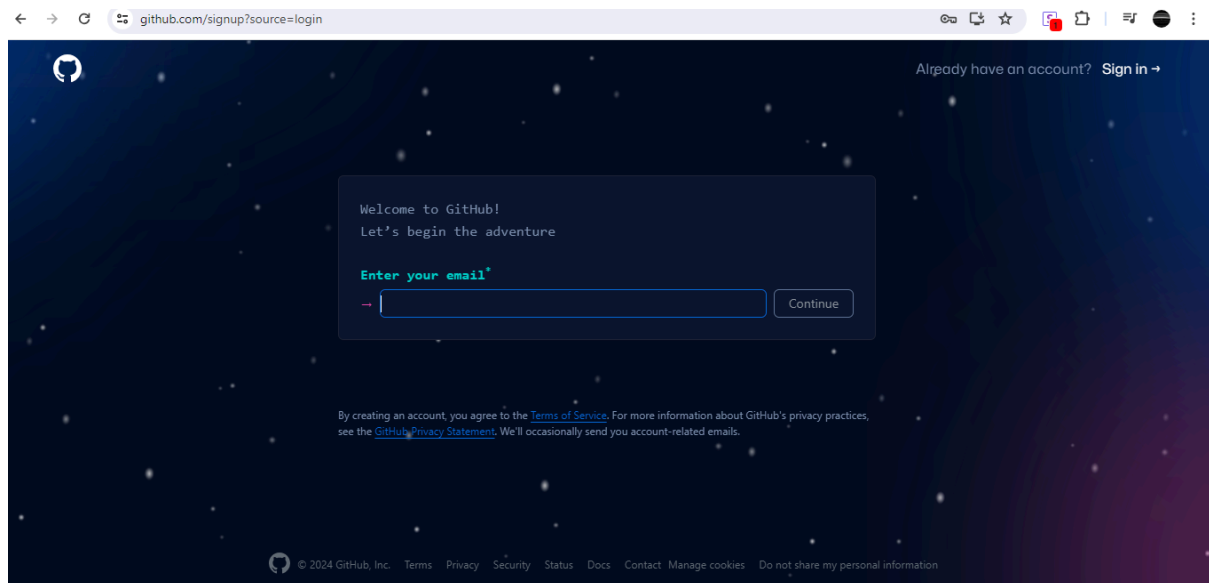 github.com/signup?source=login
Already have an account? Sign in →
Welcome to GitHub!
Let’s begin the adventure
Enter your email*
→
Continue
By creating an account, you agree to the Terms of Service. For more information about GitHub's privacy practices,
see the GitHub Privacy Statement. We'll occasionally send you account-related emails.
© 2024 GitHub, Inc. Terms Privacy Security Status Docs Contact Manage cookies Do not share my personal information